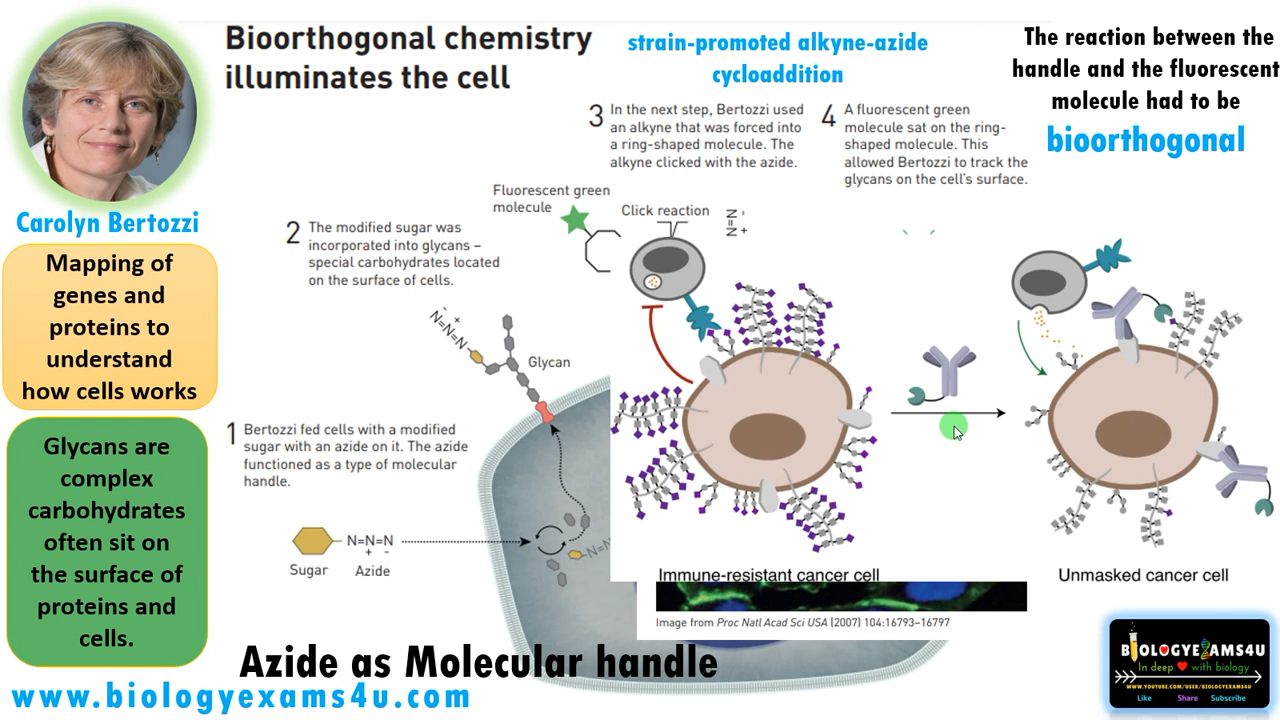 Bioorthogonal chemistry
illuminates the cell
strain-promoted alkyne-azide
cycloaddition
The reaction between the
handle and the fluorescent
molecule had to be
bioorthogonal
3 In the next step, Bertozzi used
an alkyne that was forced into
a ring-shaped molecule. The
alkyne clicked with the azide.
4 A fluorescent green
molecule sat on the ring-
shaped molecule. This
allowed Bertozzi to track the
glycans on the cell's surface.
Fluorescent green
molecule
Click reaction
N=N
- +
Carolyn Bertozzi
2 The modified sugar was
incorporated into glycans –
special carbohydrates located
on the surface of cells.
Mapping of
genes and
proteins to
understand
how cells works
N=N=N
- +
Glycan
1 Bertozzi fed cells with a modified
sugar with an azide on it. The azide
functioned as a type of molecular
handle.
Glycans are
complex
carbohydrates
often sit on
the surface of
proteins and
cells.
N=N=N
+ -
Sugar
Azide
N=N
Immune-resistant cancer cell
Unmasked cancer cell
Image from Proc Natl Acad Sci USA (2007) 104:16793–16797
Azide as Molecular handle
www.biologyexams4u.com
BIOLOGYEXAMS4U
In deep ❤ with biology
WWW.YOUTUBE.COM/USER/BIOLOGYEXAMS4U
Like Share Subscribe